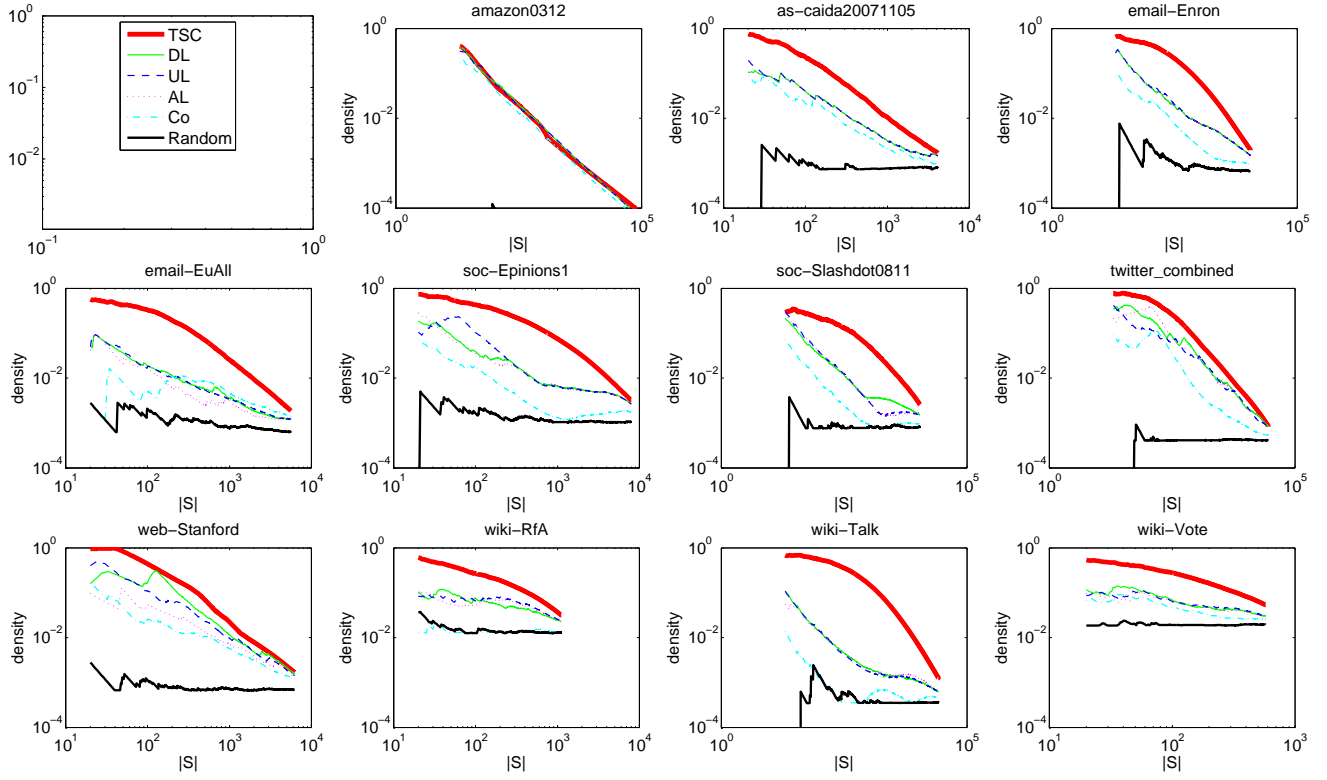 amazon0312
as-caida20071105
email-Enron
10^0
10^-1
10^-2
10^-1
10^0
TSC
DL
UL
AL
Co
Random
density
10^0
10^-2
10^-4
10^0
10^5
|S|
density
10^0
10^-2
10^-4
10^1
10^2
10^3
10^4
|S|
density
10^0
10^-2
10^-4
10^0
10^5
|S|
email-EuAll
soc-Epinions1
soc-Slashdot0811
twitter_combined
density
10^0
10^-2
10^-4
10^1
10^2
10^3
10^4
|S|
density
10^0
10^-2
10^-4
10^1
10^2
10^3
10^4
|S|
density
10^0
10^-2
10^-4
10^0
10^5
|S|
density
10^0
10^-2
10^-4
10^0
10^5
|S|
web-Stanford
wiki-RfA
wiki-Talk
wiki-Vote
density
10^0
10^-2
10^-4
10^1
10^2
10^3
10^4
|S|
density
10^0
10^-2
10^-4
10^1
10^2
10^3
10^4
|S|
density
10^0
10^-2
10^-4
10^0
10^5
|S|
density
10^0
10^-2
10^-4
10^1
10^2
10^3
|S|